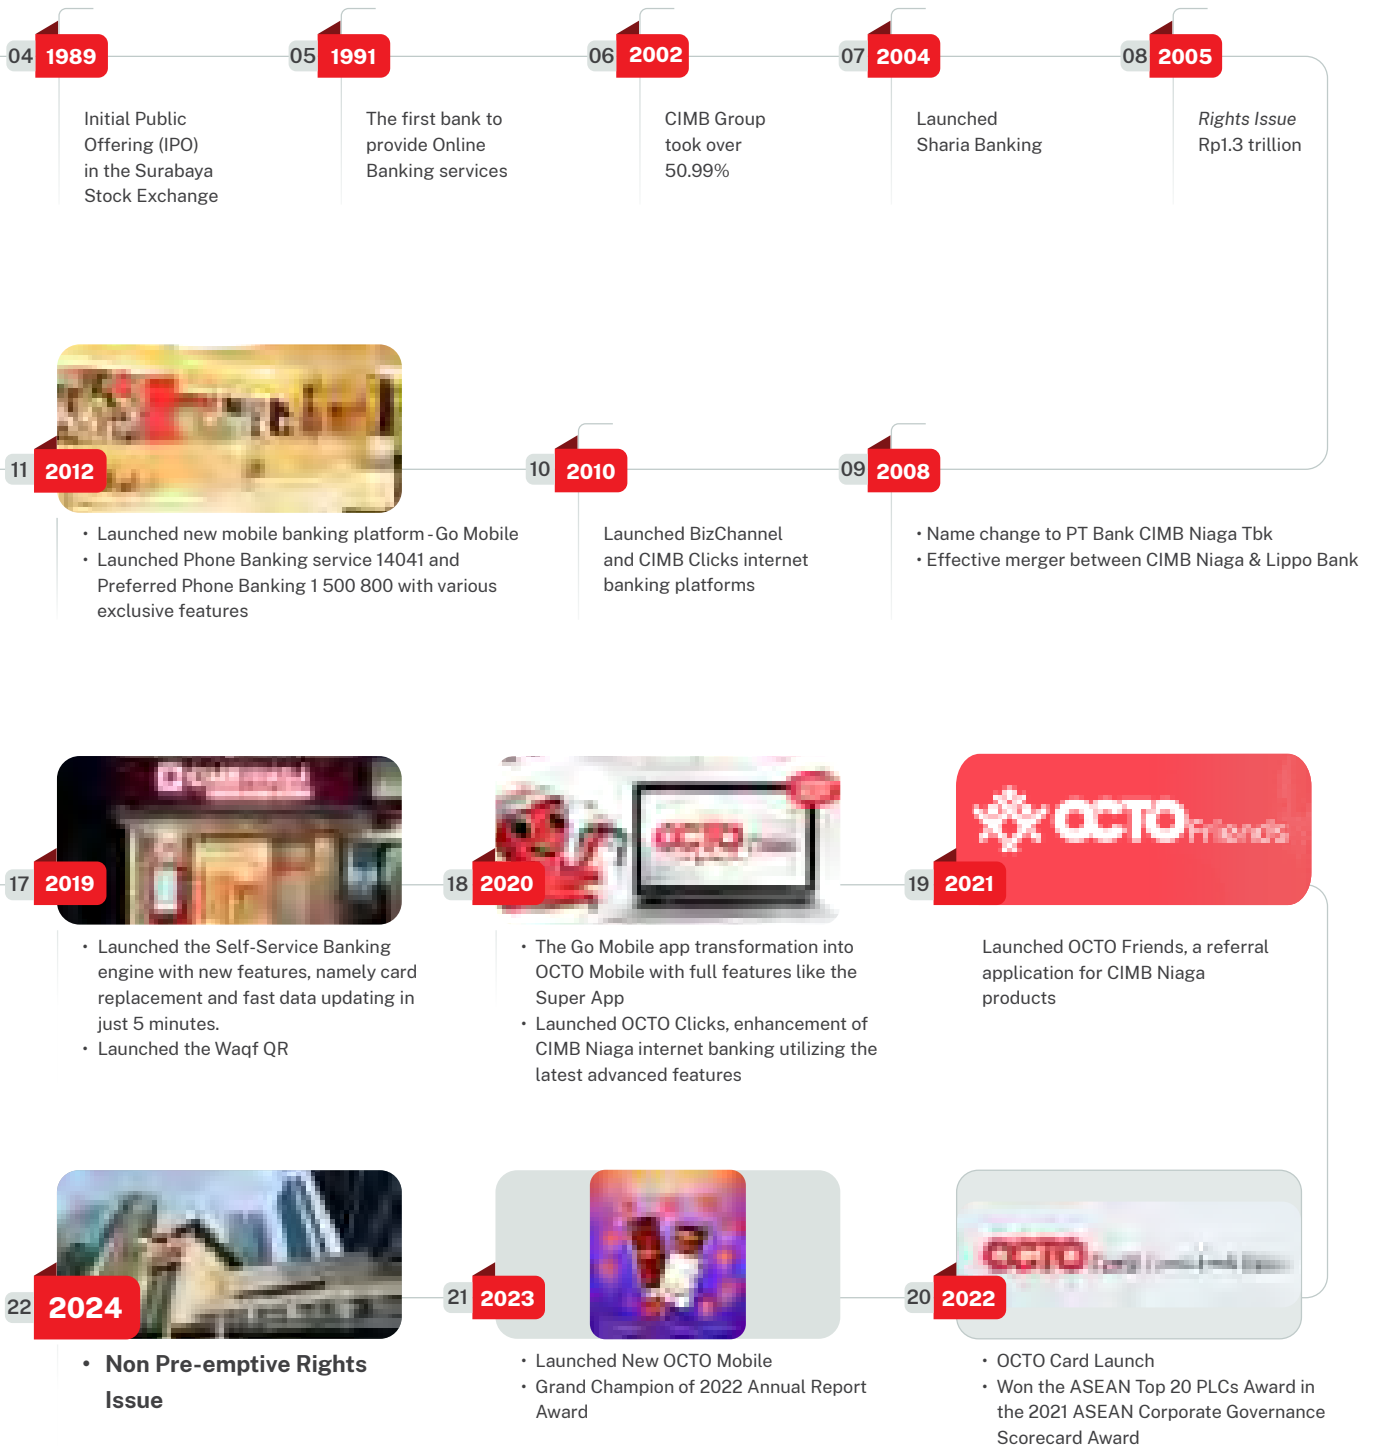 04 1989
Initial Public
Offering (IPO)
in the Surabaya
Stock Exchange
05 1991
The first bank to
provide Online
Banking services
06 2002
CIMB Group
took over
50.99%
07 2004
Launched
Sharia Banking
08 2005
Rights Issue
Rp1.3 trillion
11 2012
• Launched new mobile banking platform - Go Mobile
• Launched Phone Banking service 14041 and
Preferred Phone Banking 1 500 800 with various
exclusive features
10 2010
Launched BizChannel
and CIMB Clicks internet
banking platforms
09 2008
• Name change to PT Bank CIMB Niaga Tbk
• Effective merger between CIMB Niaga & Lippo Bank
17 2019
• Launched the Self-Service Banking
engine with new features, namely card
replacement and fast data updating in
just 5 minutes.
• Launched the Waqf QR
OCTO
18 2020
• The Go Mobile app transformation into
OCTO Mobile with full features like the
Super App
• Launched OCTO Clicks, enhancement of
CIMB Niaga internet banking utilizing the
latest advanced features
OCTO Friends
19 2021
Launched OCTO Friends, a referral
application for CIMB Niaga
products
22 2024
• Non Pre-emptive Rights
Issue
21 2023
• Launched New OCTO Mobile
• Grand Champion of 2022 Annual Report
Award
OCTO
20 2022
• OCTO Card Launch
• Won the ASEAN Top 20 PLCs Award in
the 2021 ASEAN Corporate Governance
Scorecard Award